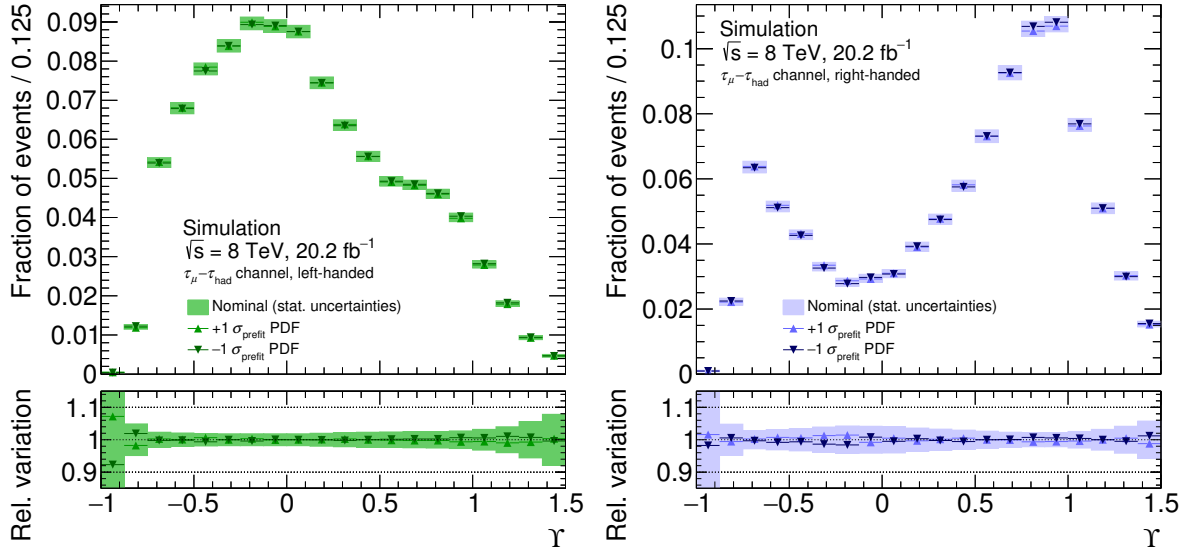 Fraction of events / 0.125
0.09
0.08
0.07
0.06
0.05
0.04
0.03
0.02
0.01
0
Simulation
√s = 8 TeV, 20.2 fb⁻¹
τ_μ−τ_had channel, left-handed
Nominal (stat. uncertainties)
+1 σ_prefit PDF
−1 σ_prefit PDF
Rel. variation
1.1
1
0.9
−1 −0.5 0 0.5 1 1.5
ϒ
Fraction of events / 0.125
0.1
0.08
0.06
0.04
0.02
0
Simulation
√s = 8 TeV, 20.2 fb⁻¹
τ_μ−τ_had channel, right-handed
Nominal (stat. uncertainties)
+1 σ_prefit PDF
−1 σ_prefit PDF
Rel. variation
1.1
1
0.9
−1 −0.5 0 0.5 1 1.5
ϒ